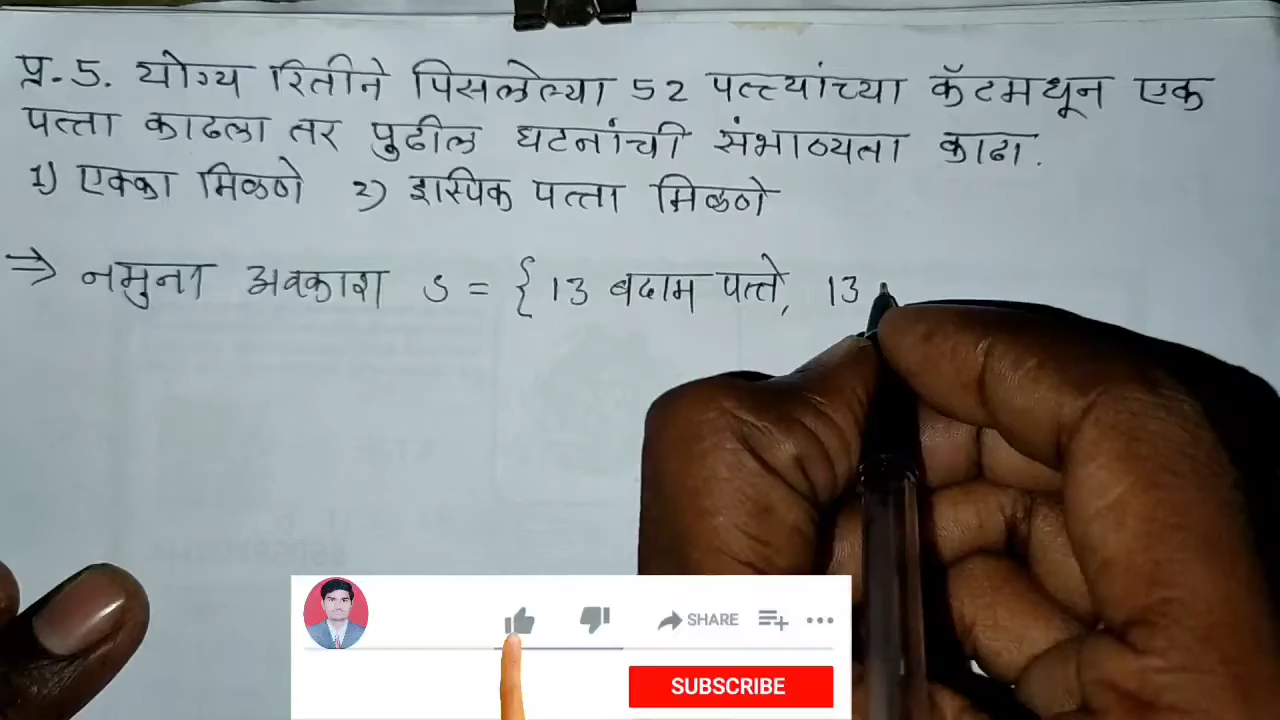 प्र.5. योग्य रितीने पिसलेल्या 52 पत्त्यांच्या कॅटमधून एक
पत्ता काढला तर पुढील घटनांची संभाव्यता काढा.
1) एक्का मिळणे 2) इस्पिक पत्ता मिळणे
⇒ नमुना अवकाश S = { 13 बदाम पत्ते, 13
SHARE
SUBSCRIBE